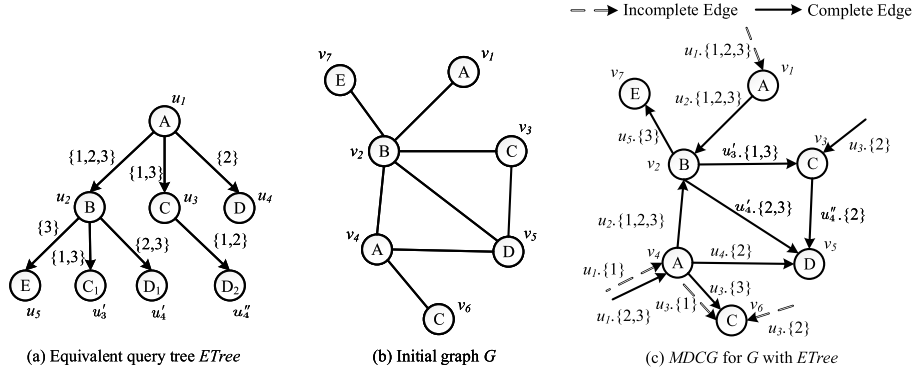 Incomplete Edge
Complete Edge
u1
A
{1,2,3}
{1,3}
{2}
u2
B
C
u3
D
u4
{3}
{1,3}
{2,3}
{1,2}
E
C1
D1
D2
u5
u′3
u′4
u″4
(a) Equivalent query tree ETree
v7
E
v1
A
v2
B
v3
C
v4
A
v5
D
v6
C
(b) Initial graph G
u1.{1,2,3}
v7
E
v1
A
u2.{1,2,3}
u5.{3}
v2
B
u′3.{1,3}
v3
C
u3.{2}
u2.{1,2,3}
u′4.{2,3}
u″4.{2}
v4
A
u4.{2}
v5
D
u1.{1}
u1.{2,3}
u3.{3}
u3.{1}
v6
C
u3.{2}
(c) MDCG for G with ETree